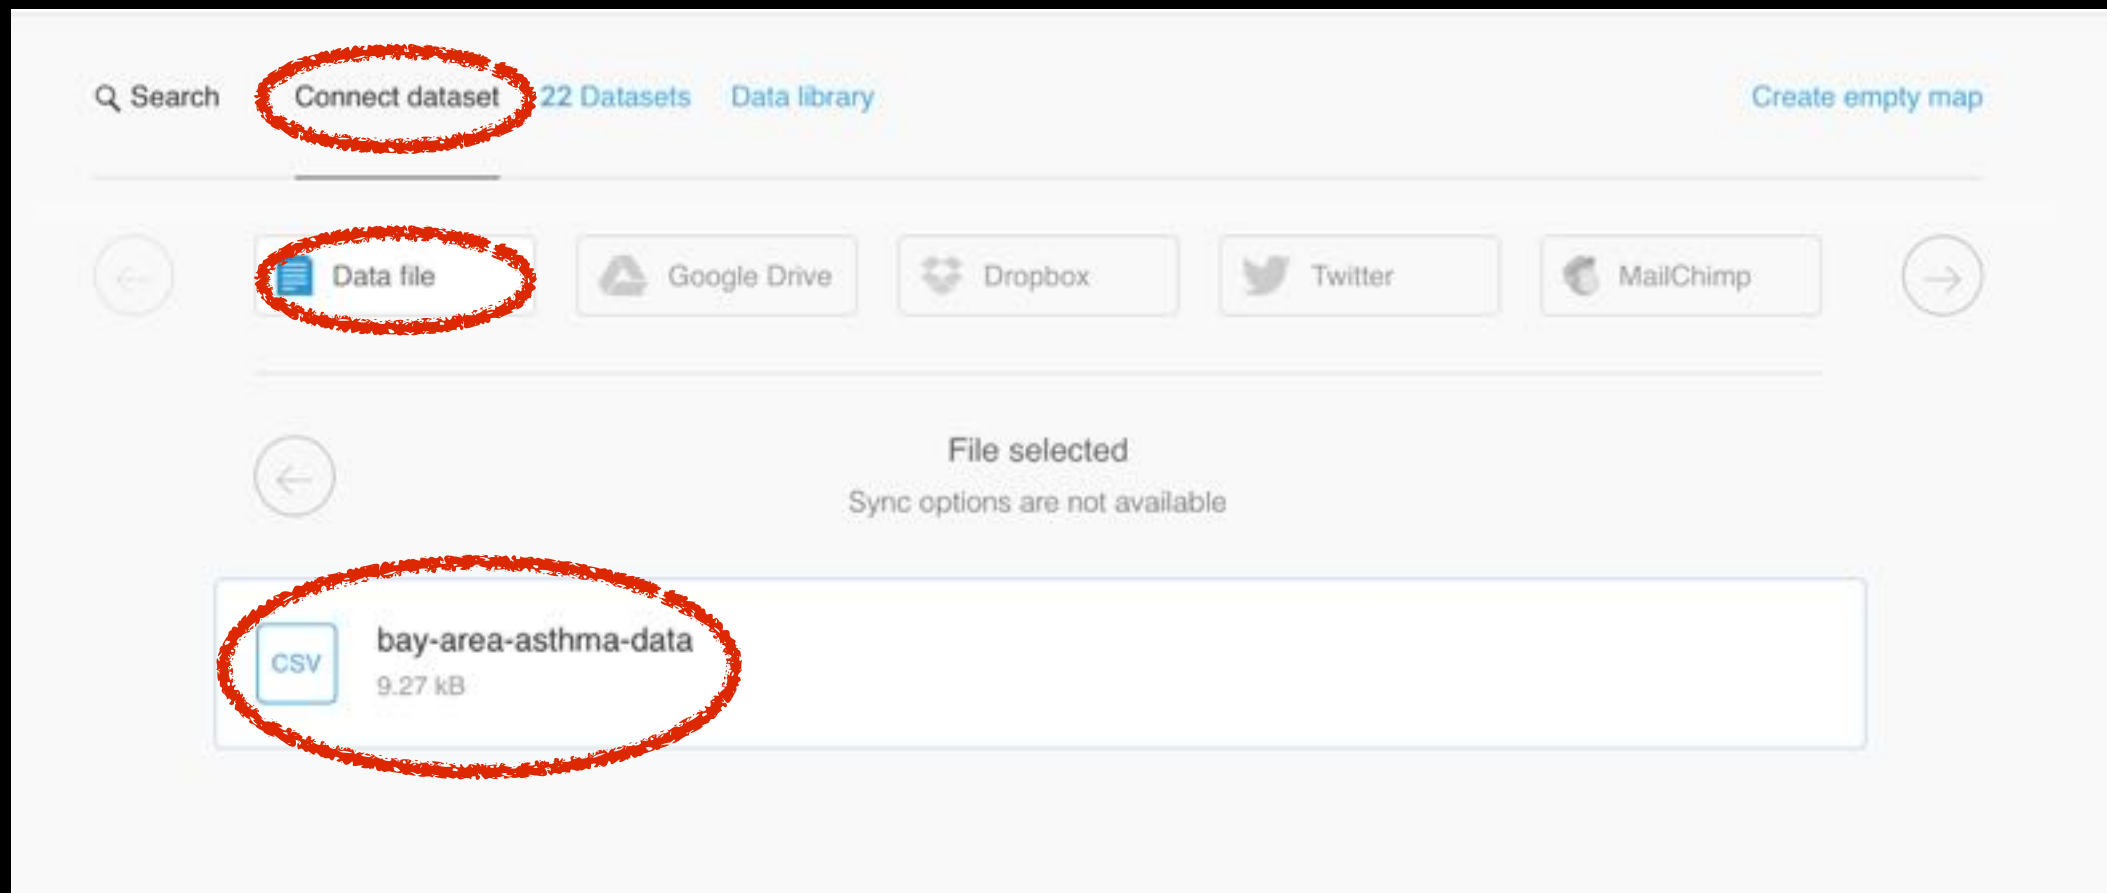 Search Connect dataset 22 Datasets Data library Create empty map
Data file Google Drive Dropbox Twitter MailChimp
File selected
Sync options are not available
CSV
bay-area-asthma-data
9.27 kB